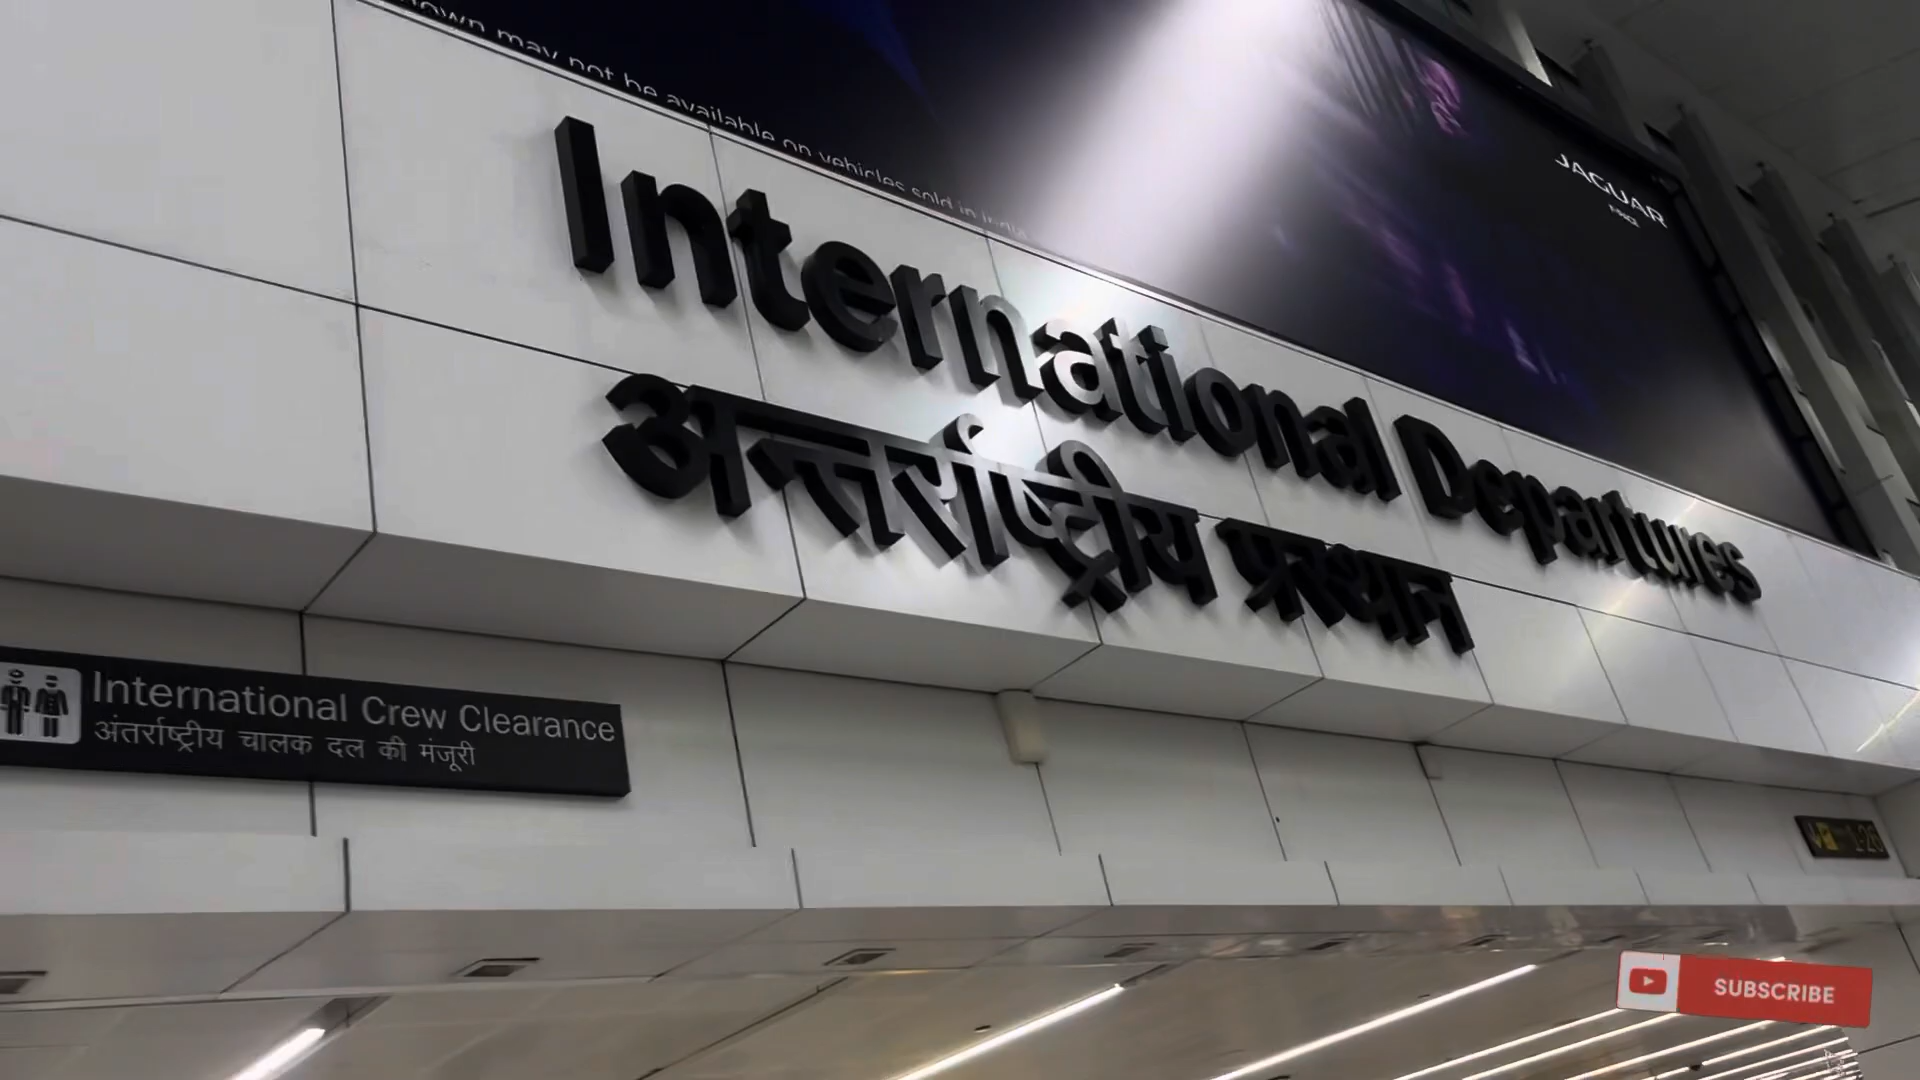 may not be available on vehicles sold in India
JAGUAR
International Departures
अन्तर्राष्ट्रीय प्रस्थान
International Crew Clearance
अंतर्राष्ट्रीय चालक दल की मंजूरी
SUBSCRIBE